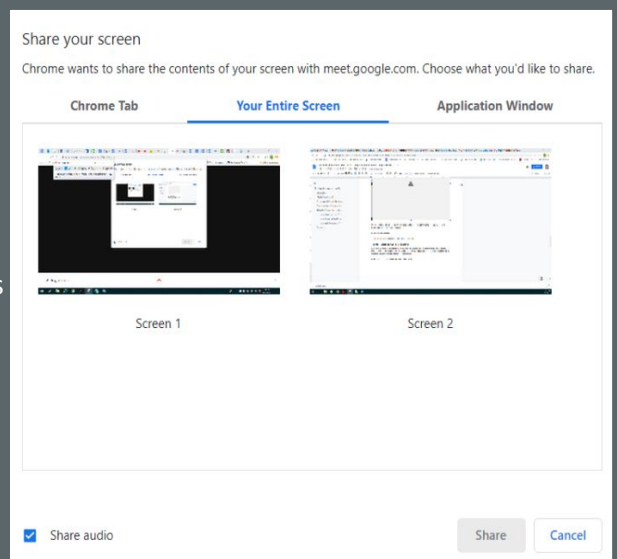 Share your screen
Chrome wants to share the contents of your screen with meet.google.com. Choose what you'd like to share.
Chrome Tab Your Entire Screen Application Window
s
Screen 1 Screen 2
Share audio Share Cancel